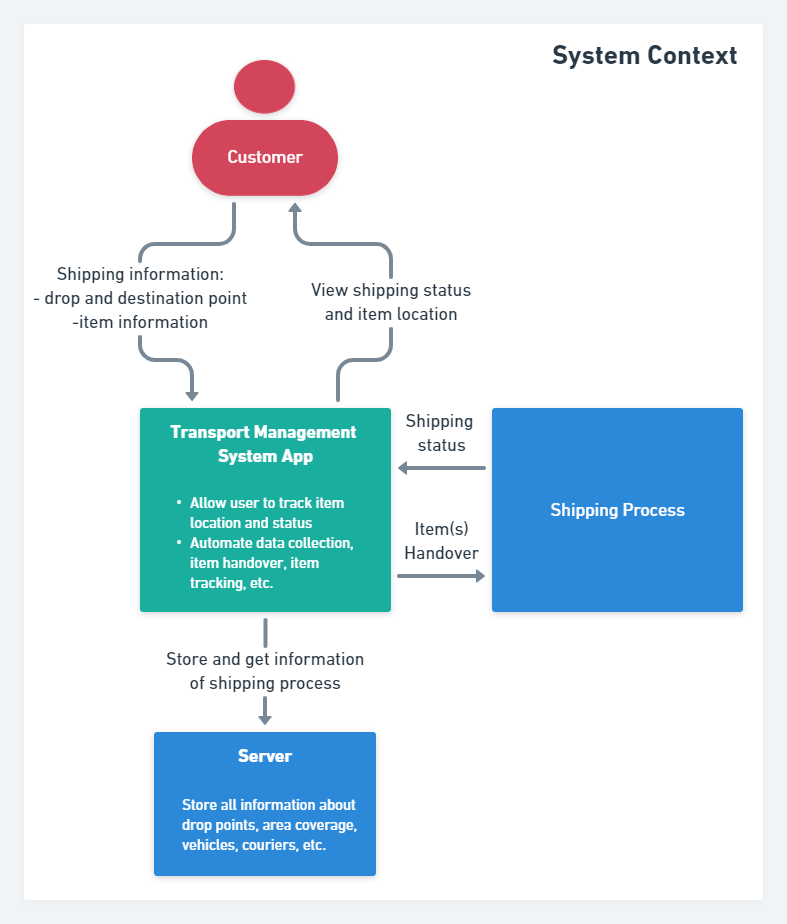 System Context
Customer
Shipping information:
- drop and destination point
-item information
View shipping status
and item location
Transport Management
System App
• Allow user to track item
location and status
• Automate data collection,
item handover, item
tracking, etc.
Shipping
status
Item(s)
Handover
Shipping Process
Store and get information
of shipping process
Server
Store all information about
drop points, area coverage,
vehicles, couriers, etc.